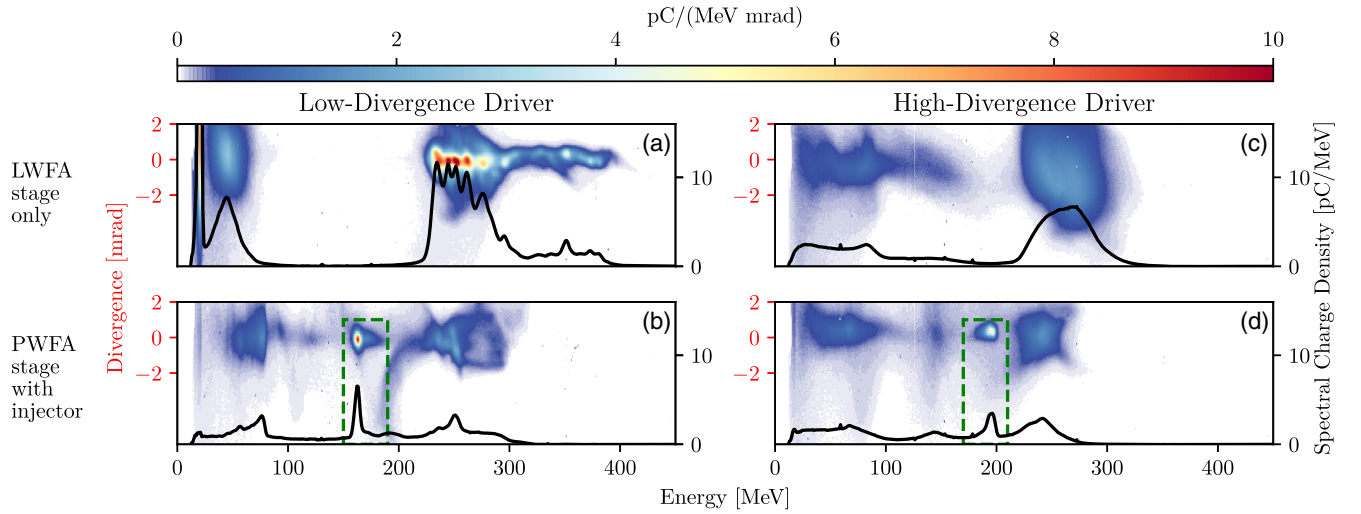 pC/(MeV mrad)
0 2 4 6 8 10
Low-Divergence Driver
High-Divergence Driver
LWFA
stage
only
2
0
−2
(a)
10
0
2
0
−2
(c)
10
0
PWFA
stage
with
injector
Divergence [mrad]
2
0
−2
(b)
10
0
2
0
−2
(d)
10
0
Spectral Charge Density [pC/MeV]
0 100 200 300 400
0 100 200 300 400
Energy [MeV]